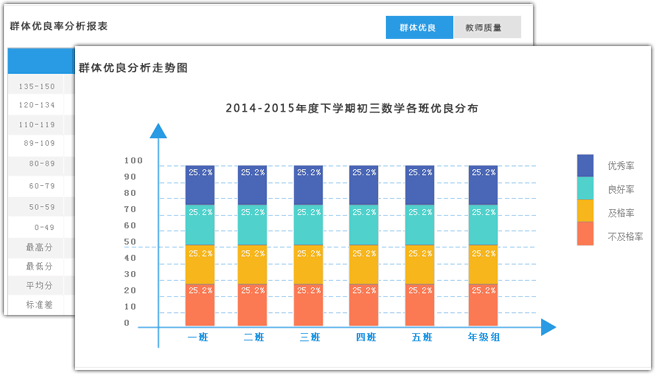 群体优良率分析报表
群体优良 教师质量
135-150
120-134
110-119
89-109
80-89
60-79
50-59
0-49
最高分
最低分
平均分
标准差
群体优良分析走势图
2014-2015年度下学期初三数学各班优良分布
100
90
80
70
60
50
40
30
20
10
0
25.2% 25.2% 25.2% 25.2% 25.2% 25.2%
25.2% 25.2% 25.2% 25.2% 25.2% 25.2%
25.2% 25.2% 25.2% 25.2% 25.2% 25.2%
25.2% 25.2% 25.2% 25.2% 25.2% 25.2%
一班 二班 三班 四班 五班 年级组
优秀率
良好率
及格率
不及格率